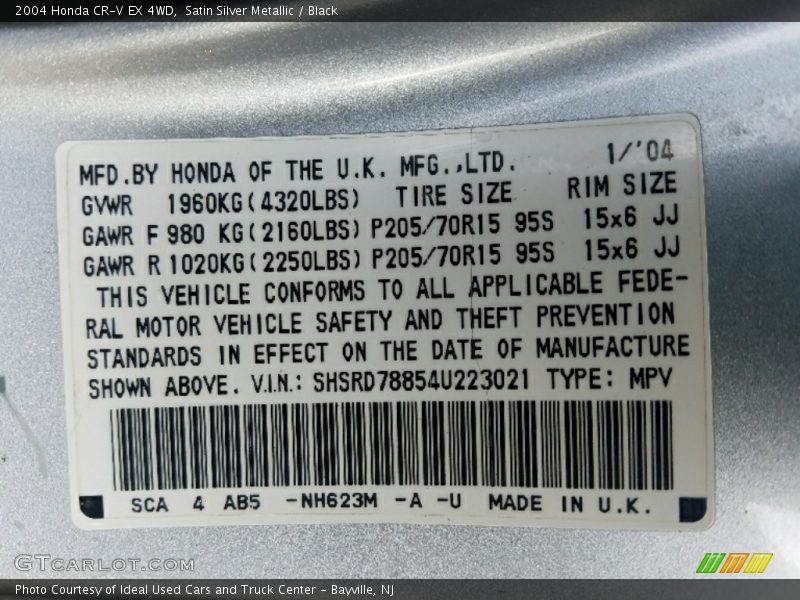 2004 Honda CR-V EX 4WD, Satin Silver Metallic / Black
MFD.BY HONDA OF THE U.K. MFG.,LTD. 1/'04
GVWR 1960KG(4320LBS) TIRE SIZE RIM SIZE
GAWR F 980 KG(2160LBS) P205/70R15 95S 15x6 JJ
GAWR R 1020KG(2250LBS) P205/70R15 95S 15x6 JJ
THIS VEHICLE CONFORMS TO ALL APPLICABLE FEDE-
RAL MOTOR VEHICLE SAFETY AND THEFT PREVENTION
STANDARDS IN EFFECT ON THE DATE OF MANUFACTURE
SHOWN ABOVE. V.I.N.: SHSRD78854U223021 TYPE: MPV
SCA 4 AB5 -NH623M -A -U MADE IN U.K.
GTCARLOT.COM
Photo Courtesy of Ideal Used Cars and Truck Center - Bayville, NJ